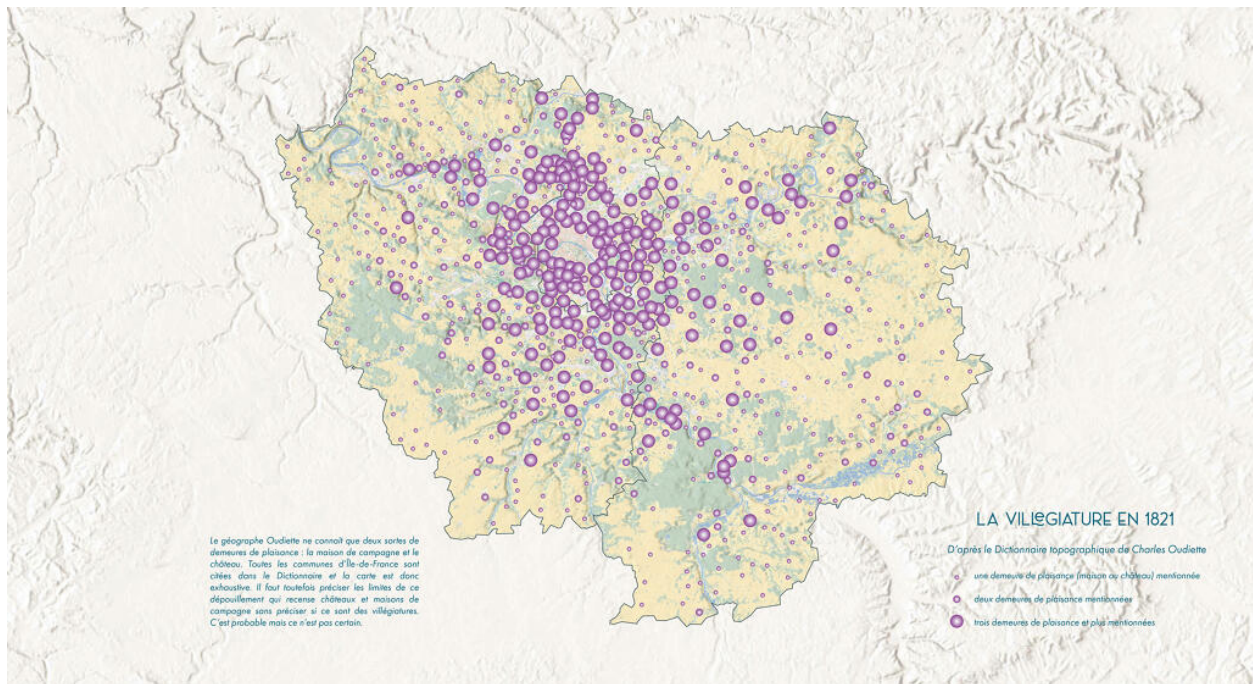 LA VILLEGIATURE EN 1821
D'après le Dictionnaire topographique de Charles Oudiette
une demeure de plaisance (maison ou château) mentionnée
deux demeures de plaisance mentionnées
trois demeures de plaisance et plus mentionnées
Le géographe Oudiette ne connaît que deux sortes de
demeures de plaisance : la maison de campagne et le
château. Toutes les communes d'Île-de-France sont
citées dans le Dictionnaire et la carte est donc
exhaustive. Il faut toutefois préciser les limites de ce
dépouillement qui recense châteaux et maisons de
campagne sans préciser si ce sont des villégiatures.
C'est probable mais ce n'est pas certain.